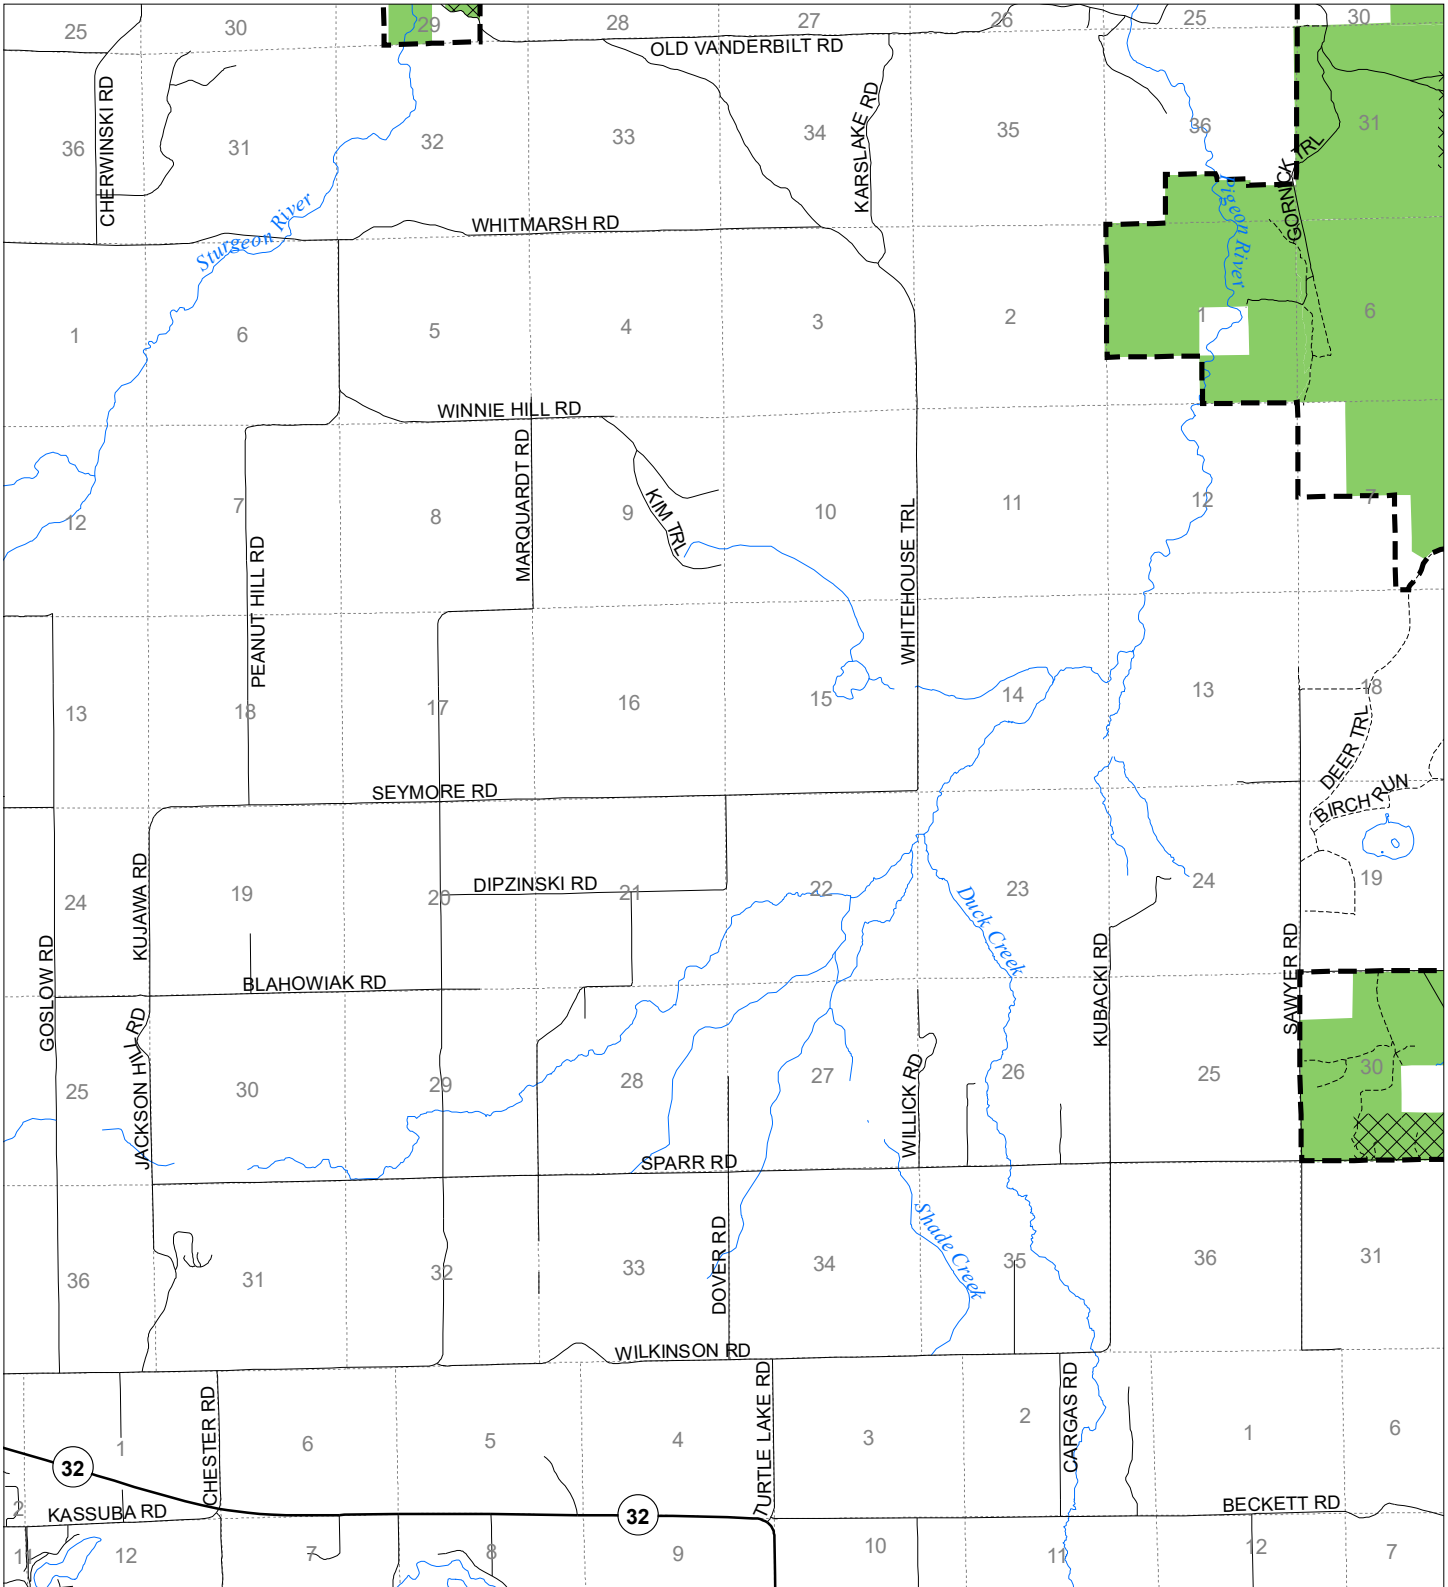 25
30
29
28
27
26
25
30
OLD VANDERBILT RD
CHERWINSKI RD
KARSLAKE RD
36
31
32
33
34
35
36
31
GORNICK TRL
Pigeon River
Sturgeon River
WHITMARSH RD
1
6
5
4
3
2
1
6
WINNIE HILL RD
MARQUARDT RD
KIM TRL
WHITEHOUSE TRL
PEANUT HILL RD
12
7
8
9
10
11
12
7
13
18
17
16
15
14
13
18
DEER TRL
BIRCH RUN
SEYMORE RD
KUJAWA RD
DIPZINSKI RD
24
19
20
21
22
23
24
19
Duck Creek
GOSLOW RD
BLAHOWIAK RD
KUBACKI RD
SAWYER RD
JACKSON HILL RD
WILLICK RD
25
30
29
28
27
26
25
30
SPARR RD
DOVER RD
Shade Creek
36
31
32
33
34
35
36
31
WILKINSON RD
CHESTER RD
TURTLE LAKE RD
CARGAS RD
1
6
5
4
3
2
1
6
32
32
2
KASSUBA RD
BECKETT RD
11
12
7
8
9
10
11
12
7